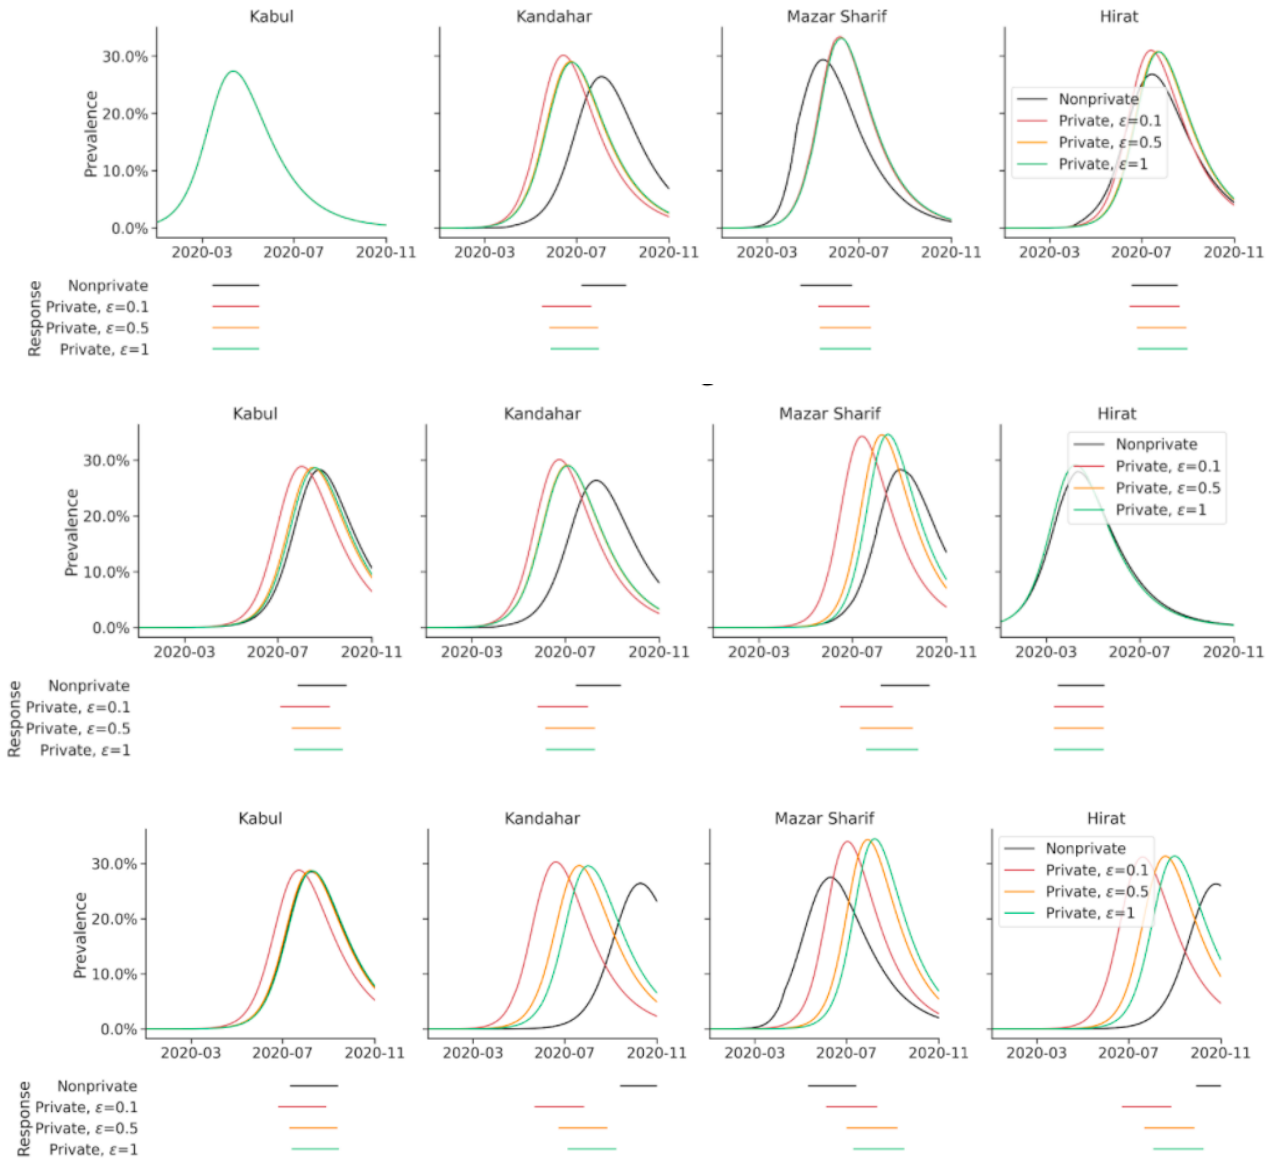 Kabul Kandahar Mazar Sharif Hirat
30.0%
20.0%
10.0%
0.0%
Prevalence
Nonprivate
Private, ε=0.1
Private, ε=0.5
Private, ε=1
2020-03 2020-07 2020-11 2020-03 2020-07 2020-11 2020-03 2020-07 2020-11 2020-03 2020-07 2020-11
Response
Nonprivate
Private, ε=0.1
Private, ε=0.5
Private, ε=1
Kabul Kandahar Mazar Sharif Hirat
30.0%
20.0%
10.0%
0.0%
Prevalence
Nonprivate
Private, ε=0.1
Private, ε=0.5
Private, ε=1
2020-03 2020-07 2020-11 2020-03 2020-07 2020-11 2020-03 2020-07 2020-11 2020-03 2020-07 2020-11
Response
Nonprivate
Private, ε=0.1
Private, ε=0.5
Private, ε=1
Kabul Kandahar Mazar Sharif Hirat
30.0%
20.0%
10.0%
0.0%
Prevalence
Nonprivate
Private, ε=0.1
Private, ε=0.5
Private, ε=1
2020-03 2020-07 2020-11 2020-03 2020-07 2020-11 2020-03 2020-07 2020-11 2020-03 2020-07 2020-11
Response
Nonprivate
Private, ε=0.1
Private, ε=0.5
Private, ε=1